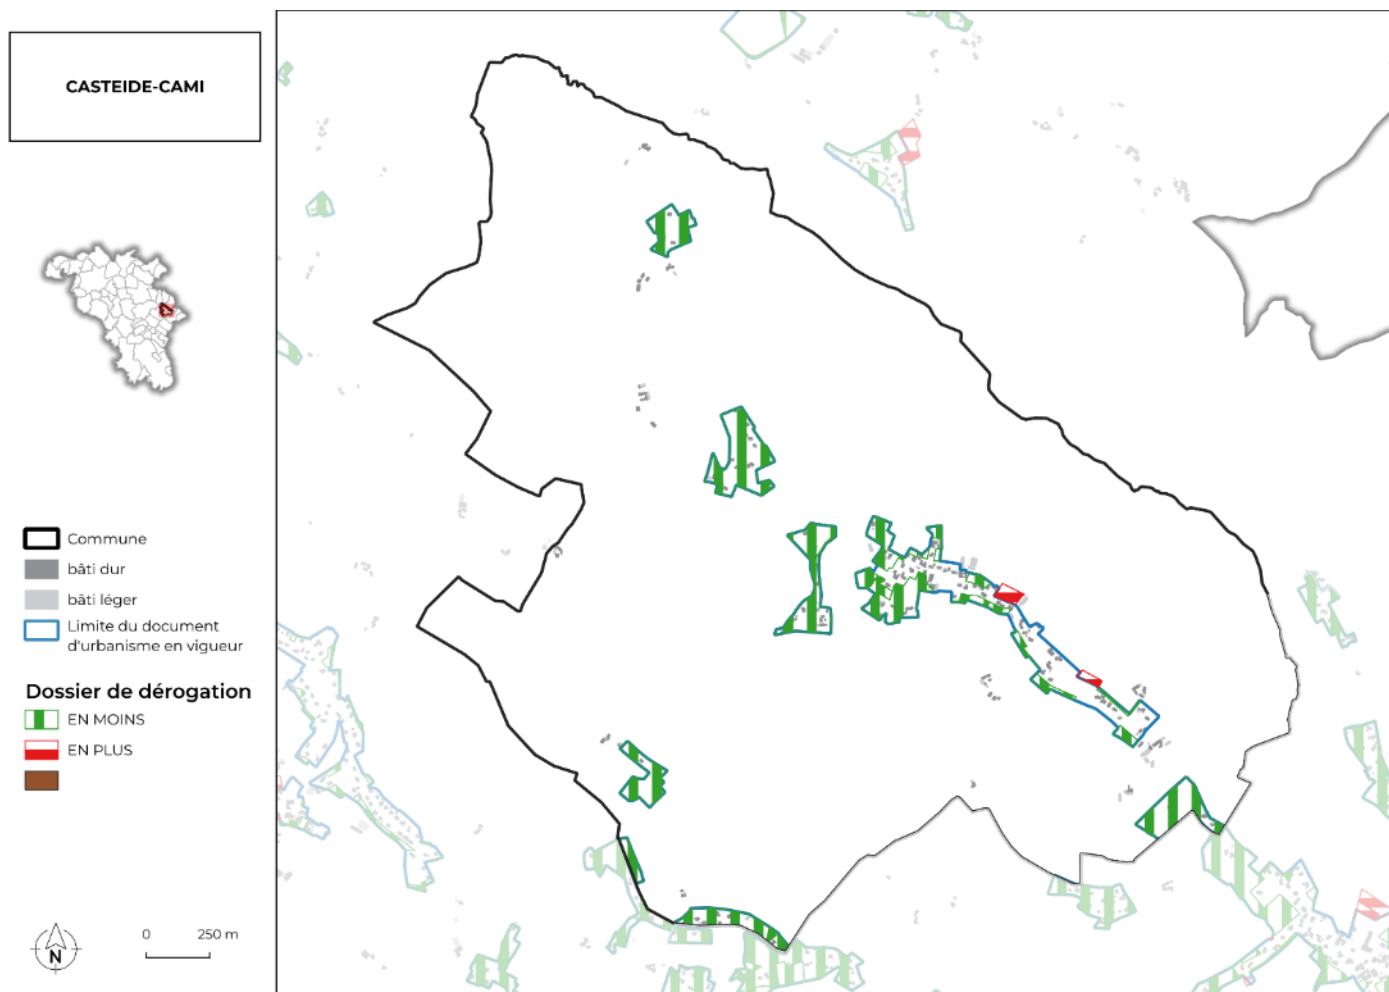 CASTEIDE-CAMI
Commune
bâti dur
bâti léger
Limite du document
d'urbanisme en vigueur
Dossier de dérogation
EN MOINS
EN PLUS
N
0 250 m